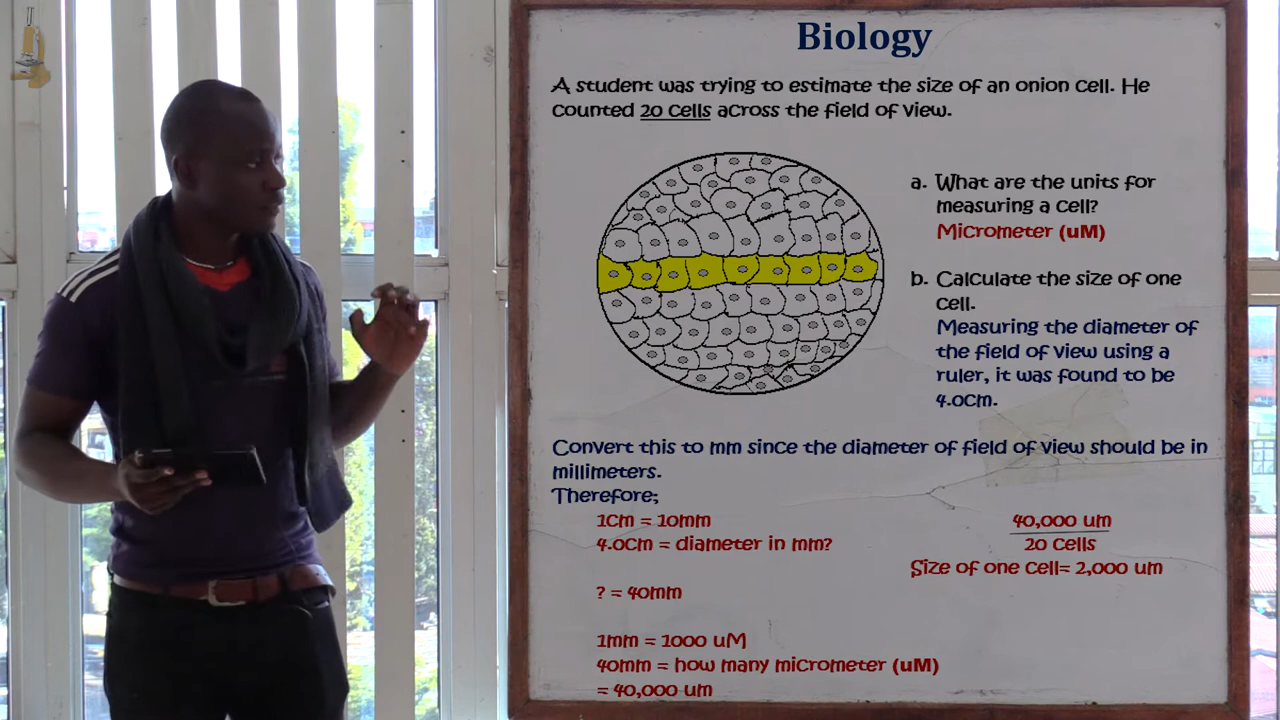 Biology
A student was trying to estimate the size of an onion cell. He
counted 20 cells across the field of view.
a. What are the units for
measuring a cell?
Micrometer (uM)
b. Calculate the size of one
cell.
Measuring the diameter of
the field of view using a
ruler, it was found to be
4.0cm.
Convert this to mm since the diameter of field of view should be in
millimeters.
Therefore;
1cm = 10mm
4.0cm = diameter in mm?
? = 40mm
1mm = 1000 uM
40mm = how many micrometer (uM)
= 40,000 um
40,000 um
20 cells
Size of one cell= 2,000 um